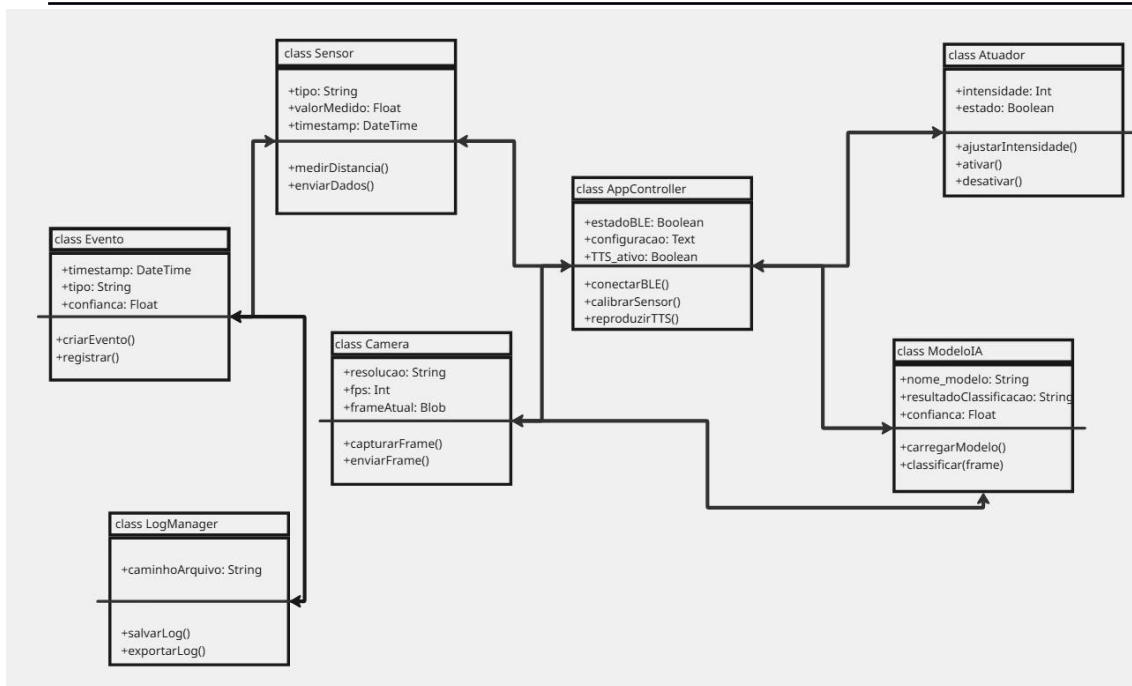 class Sensor
+tipo: String
+valorMedido: Float
+timestamp: DateTime
+medirDistancia()
+enviarDados()
class Atuador
+intensidade: Int
+estado: Boolean
+ajustarIntensidade()
+ativar()
+desativar()
class AppController
+estadoBLE: Boolean
+configuracao: Text
+TTS_ativo: Boolean
+conectarBLE()
+calibrarSensor()
+reproduzirTTS()
class Evento
+timestamp: DateTime
+tipo: String
+confianca: Float
+criarEvento()
+registrar()
class Camera
+resolucao: String
+fps: Int
+frameAtual: Blob
+capturarFrame()
+enviarFrame()
class ModeloIA
+nome_modelo: String
+resultadoClassificacao: String
+confianca: Float
+carregarModelo()
+classificar(frame)
class LogManager
+caminhoArquivo: String
+salvarLog()
+exportarLog()